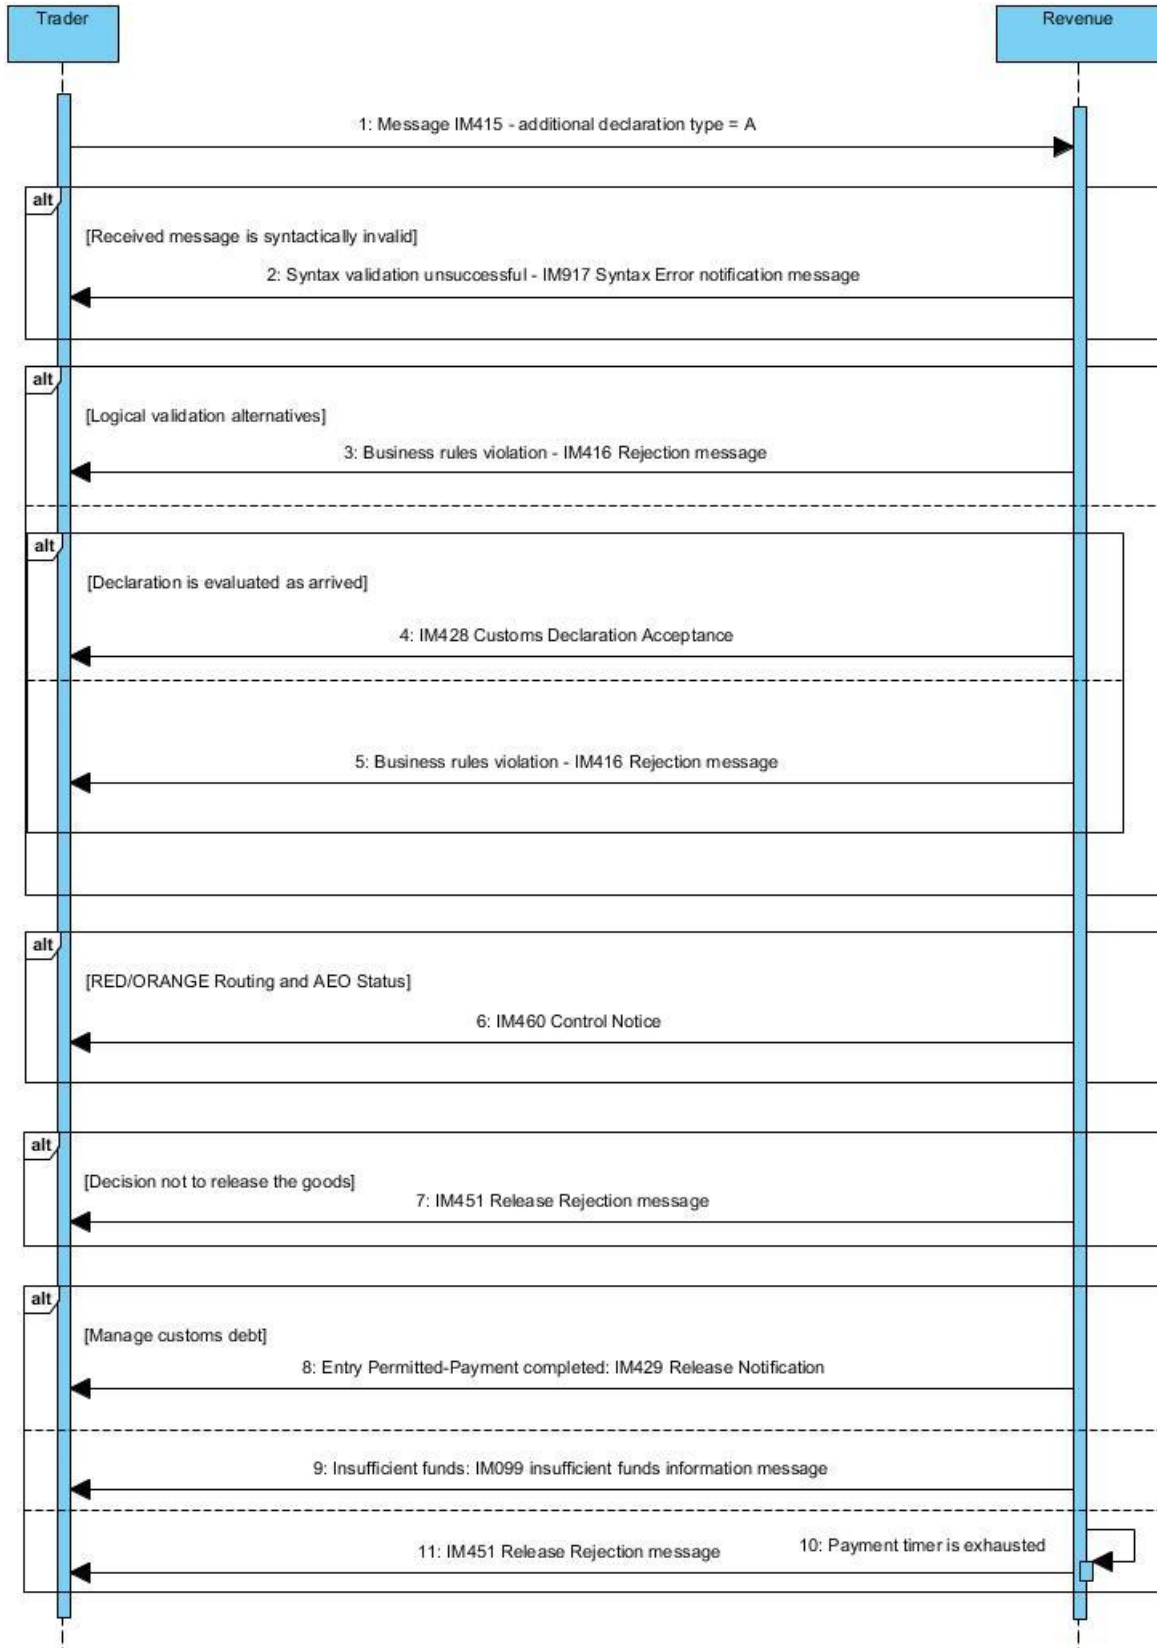 Trader
Revenue
1: Message IM415 - additional declaration type = A
alt
[Received message is syntactically invalid]
2: Syntax validation unsuccessful - IM917 Syntax Error notification message
alt
[Logical validation alternatives]
3: Business rules violation - IM416 Rejection message
alt
[Declaration is evaluated as arrived]
4: IM428 Customs Declaration Acceptance
5: Business rules violation - IM416 Rejection message
alt
[RED/ORANGE Routing and AEO Status]
6: IM460 Control Notice
alt
[Decision not to release the goods]
7: IM451 Release Rejection message
alt
[Manage customs debt]
8: Entry Permitted-Payment completed: IM429 Release Notification
9: Insufficient funds: IM099 insufficient funds information message
10: Payment timer is exhausted
11: IM451 Release Rejection message